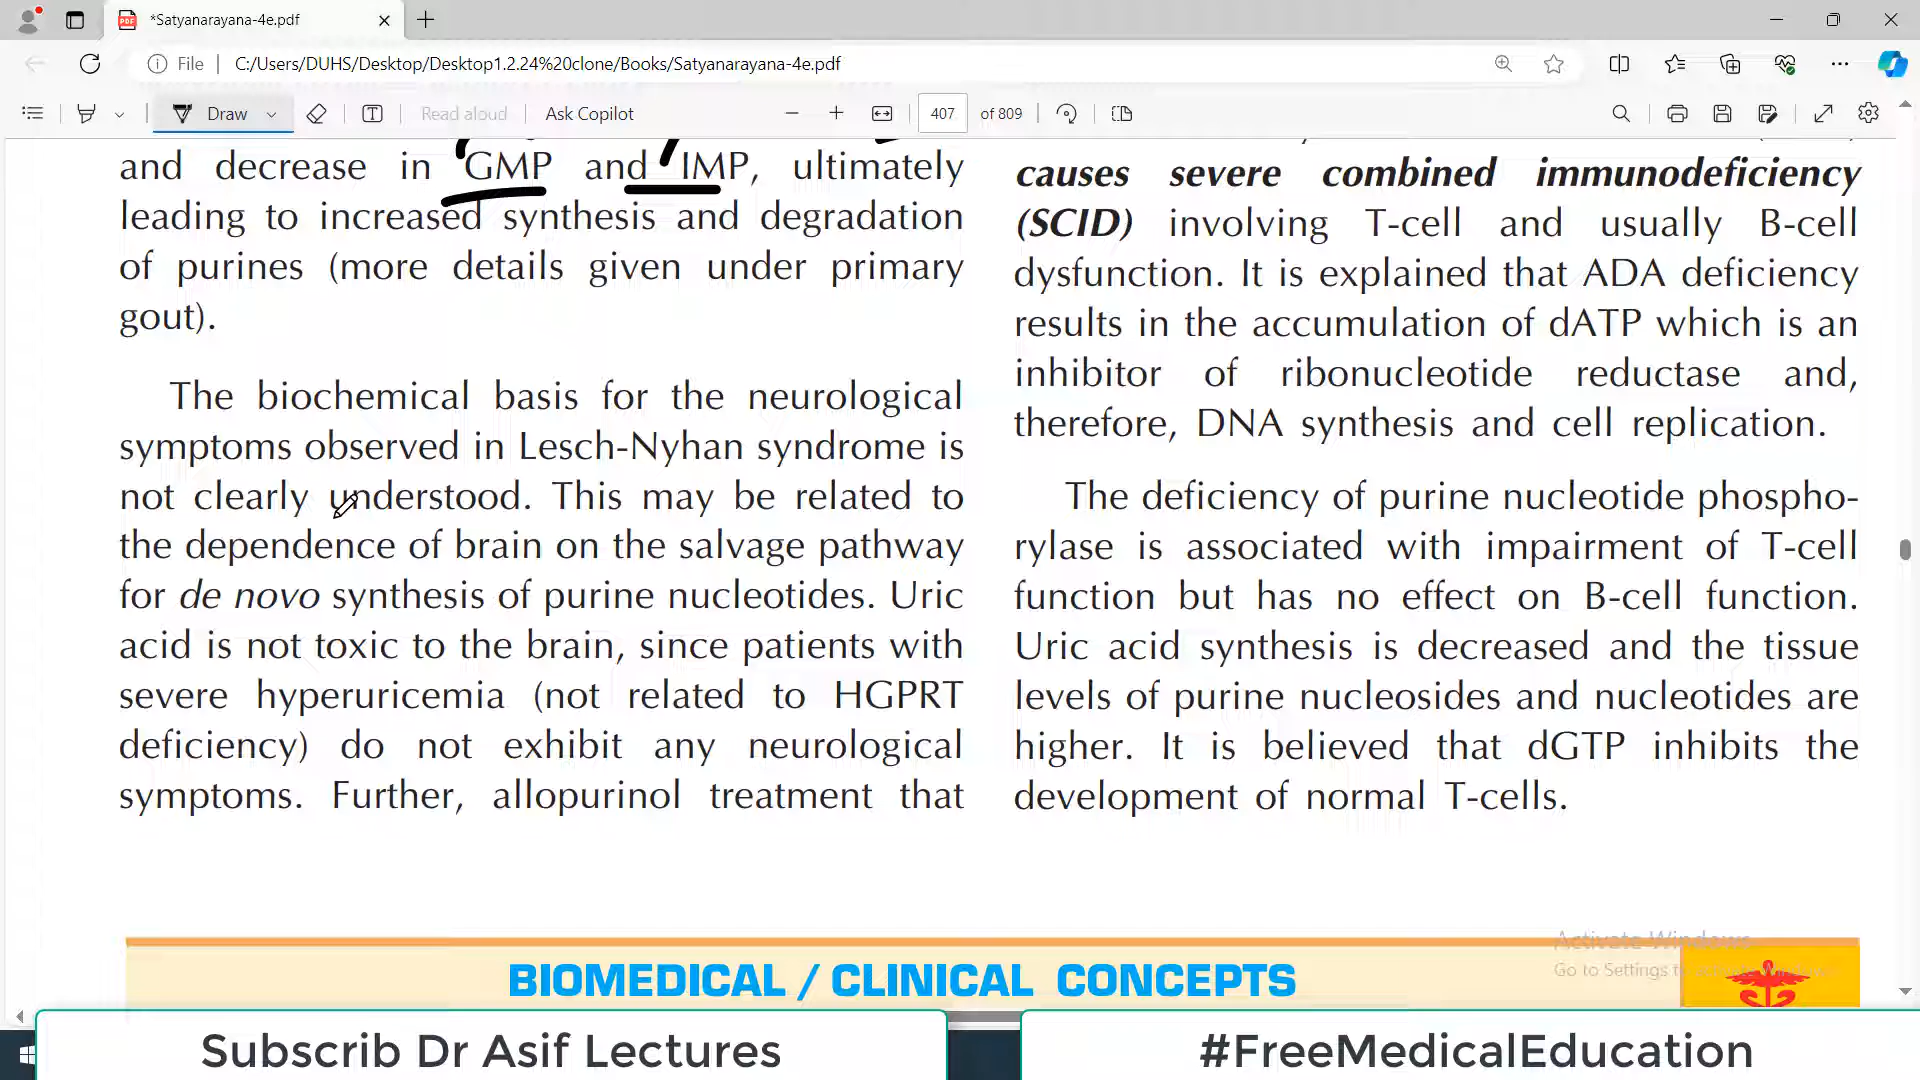 *Satyanarayana-4e.pdf
File
C:/Users/DUHS/Desktop/Desktop1.2.24%20clone/Books/Satyanarayana-4e.pdf
Draw
Read aloud
Ask Copilot
407 of 809
and decrease in GMP and IMP, ultimately
leading to increased synthesis and degradation
of purines (more details given under primary
gout).
The biochemical basis for the neurological
symptoms observed in Lesch-Nyhan syndrome is
not clearly understood. This may be related to
the dependence of brain on the salvage pathway
for de novo synthesis of purine nucleotides. Uric
acid is not toxic to the brain, since patients with
severe hyperuricemia (not related to HGPRT
deficiency) do not exhibit any neurological
symptoms. Further, allopurinol treatment that
causes severe combined immunodeficiency
(SCID) involving T-cell and usually B-cell
dysfunction. It is explained that ADA deficiency
results in the accumulation of dATP which is an
inhibitor of ribonucleotide reductase and,
therefore, DNA synthesis and cell replication.
The deficiency of purine nucleotide phospho-
rylase is associated with impairment of T-cell
function but has no effect on B-cell function.
Uric acid synthesis is decreased and the tissue
levels of purine nucleosides and nucleotides are
higher. It is believed that dGTP inhibits the
development of normal T-cells.
BIOMEDICAL / CLINICAL CONCEPTS
Activate Windows
Go to Settings to activate Windows.
Subscrib Dr Asif Lectures
#FreeMedicalEducation